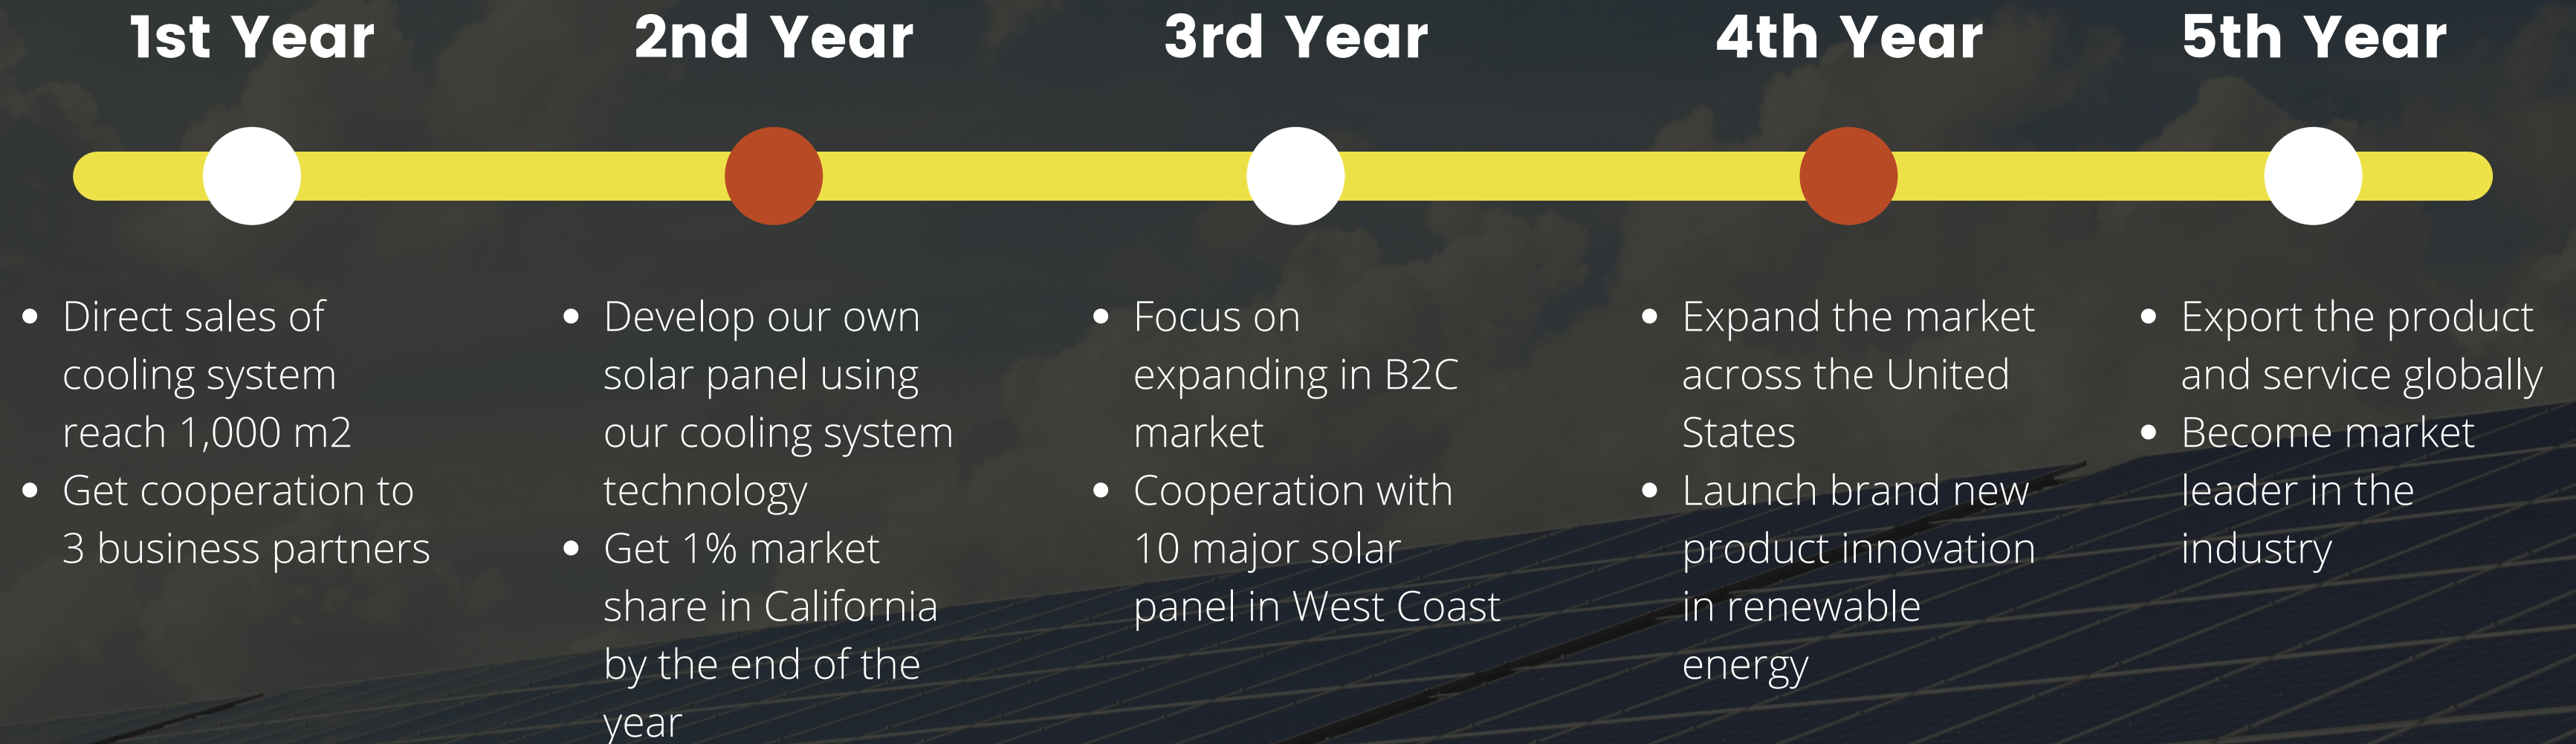 1st Year
2nd Year
3rd Year
4th Year
5th Year
• Direct sales of
cooling system
reach 1,000 m2
• Get cooperation to
3 business partners
• Develop our own
solar panel using
our cooling system
technology
• Get 1% market
share in California
by the end of the
year
• Focus on
expanding in B2C
market
• Cooperation with
10 major solar
panel in West Coast
• Expand the market
across the United
States
• Launch brand new
product innovation
in renewable
energy
• Export the product
and service globally
• Become market
leader in the
industry